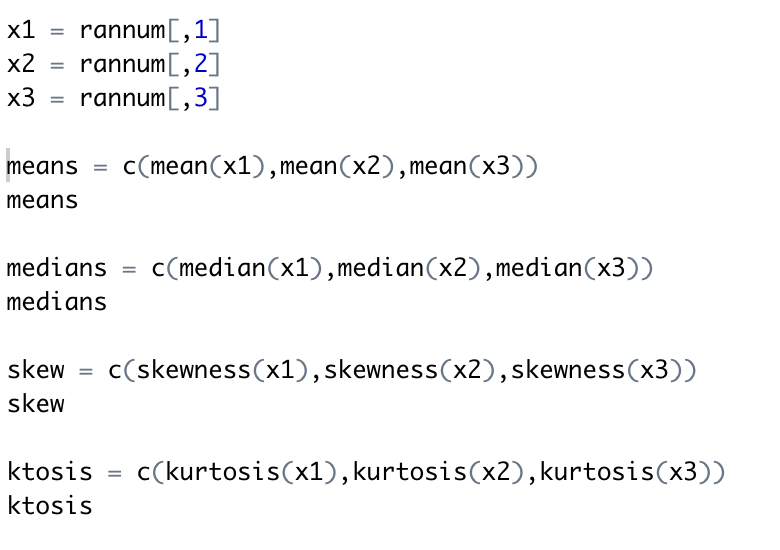 x1 = rannum[,1]
x2 = rannum[,2]
x3 = rannum[,3]
means = c(mean(x1),mean(x2),mean(x3))
means
medians = c(median(x1),median(x2),median(x3))
medians
skew = c(skewness(x1),skewness(x2),skewness(x3))
skew
ktosis = c(kurtosis(x1),kurtosis(x2),kurtosis(x3))
ktosis